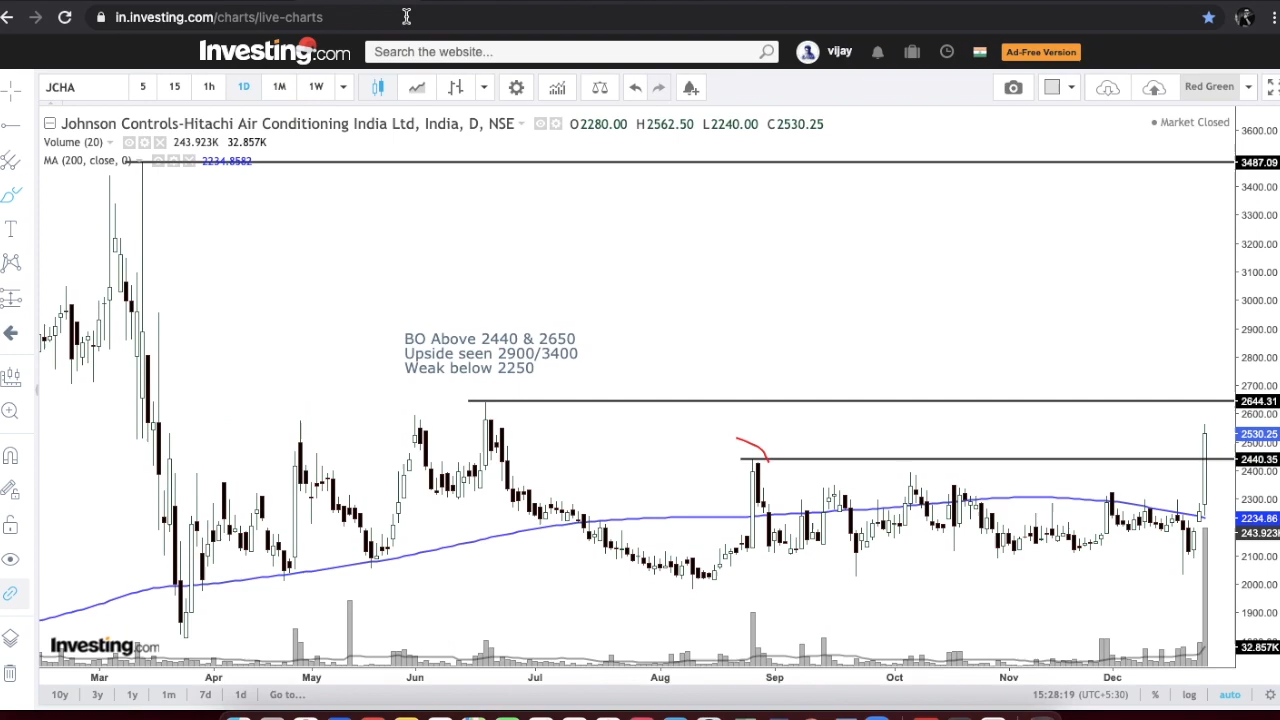 in.investing.com/charts/live-charts
Investing.com
Search the website...
vijay
Ad-Free Version
JCHA
5
15
1h
1D
1M
1W
Red Green
Johnson Controls-Hitachi Air Conditioning India Ltd, India, D, NSE
O2280.00 H2562.50 L2240.00 C2530.25
Market Closed
Volume (20)
243.923K 32.857K
MA (200, close, 0)
2234.8582
BO Above 2440 & 2650
Upside seen 2900/3400
Weak below 2250
3600.00
3487.09
3400.00
3300.00
3200.00
3100.00
3000.00
2900.00
2800.00
2700.00
2644.31
2600.00
2530.25
2500.00
2440.35
2400.00
2300.00
2234.86
243.923K
2100.00
2000.00
1900.00
32.857K
Investing.com
Mar Apr May Jun Jul Aug Sep Oct Nov Dec
10y 3y 1y 1m 7d 1d Go to...
15:28:19 (UTC+5:30) % log auto